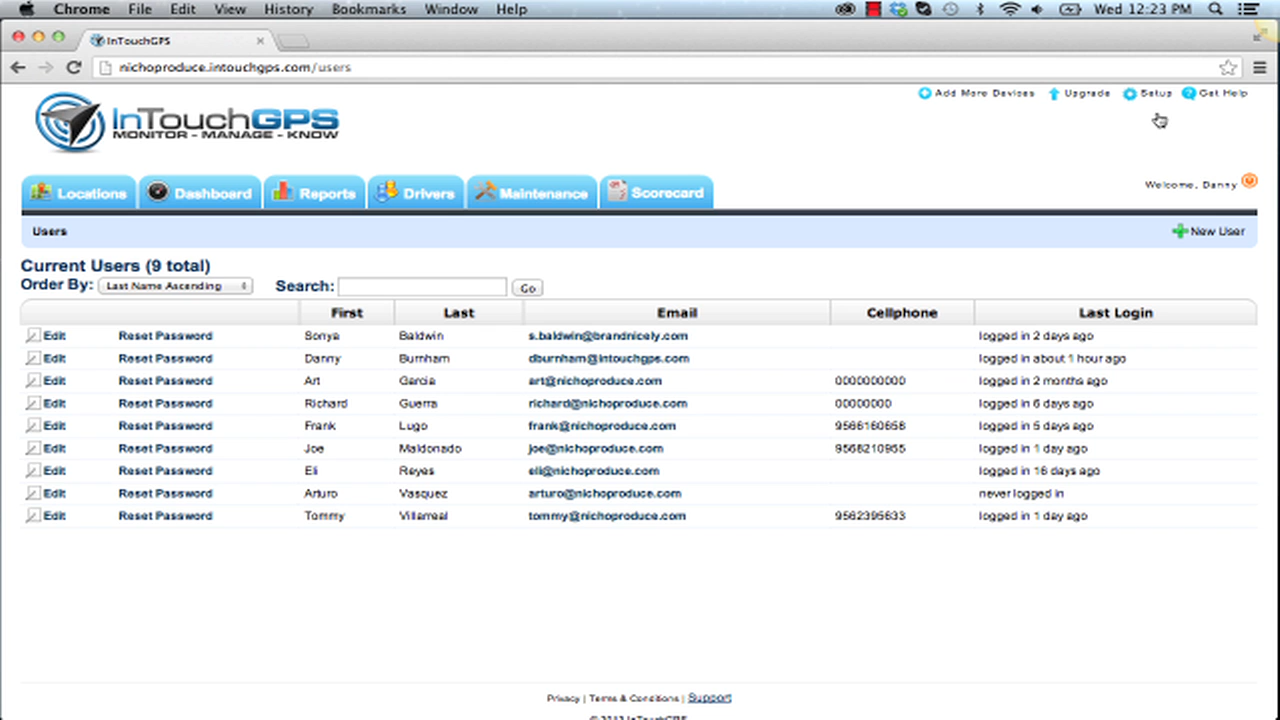 Chrome File Edit View History Bookmarks Window Help Wed 12:23 PM
InTouchGPS
nichoproduce.intouchgps.com/users
Add More Devices Upgrade Setup Get Help
InTouchGPS
MONITOR - MANAGE - KNOW
Locations Dashboard Reports Drivers Maintenance Scorecard Welcome, Danny
Users New User
Current Users (9 total)
Order By: Last Name Ascending Search: Go
First Last Email Cellphone Last Login
Edit Reset Password Sonya Baldwin s.baldwin@brandnicely.com logged in 2 days ago
Edit Reset Password Danny Burnham dburnham@intouchgps.com logged in about 1 hour ago
Edit Reset Password Art Garcia art@nichoproduce.com 0000000000 logged in 2 months ago
Edit Reset Password Richard Guerra richard@nichoproduce.com 00000000 logged in 6 days ago
Edit Reset Password Frank Lugo frank@nichoproduce.com 9566160658 logged in 5 days ago
Edit Reset Password Joe Maldonado joe@nichoproduce.com 9568210955 logged in 1 day ago
Edit Reset Password Eli Reyes eli@nichoproduce.com logged in 16 days ago
Edit Reset Password Arturo Vasquez arturo@nichoproduce.com never logged in
Edit Reset Password Tommy Villarreal tommy@nichoproduce.com 9562395633 logged in 1 day ago
Privacy | Terms & Conditions | Support
InTouchGPS